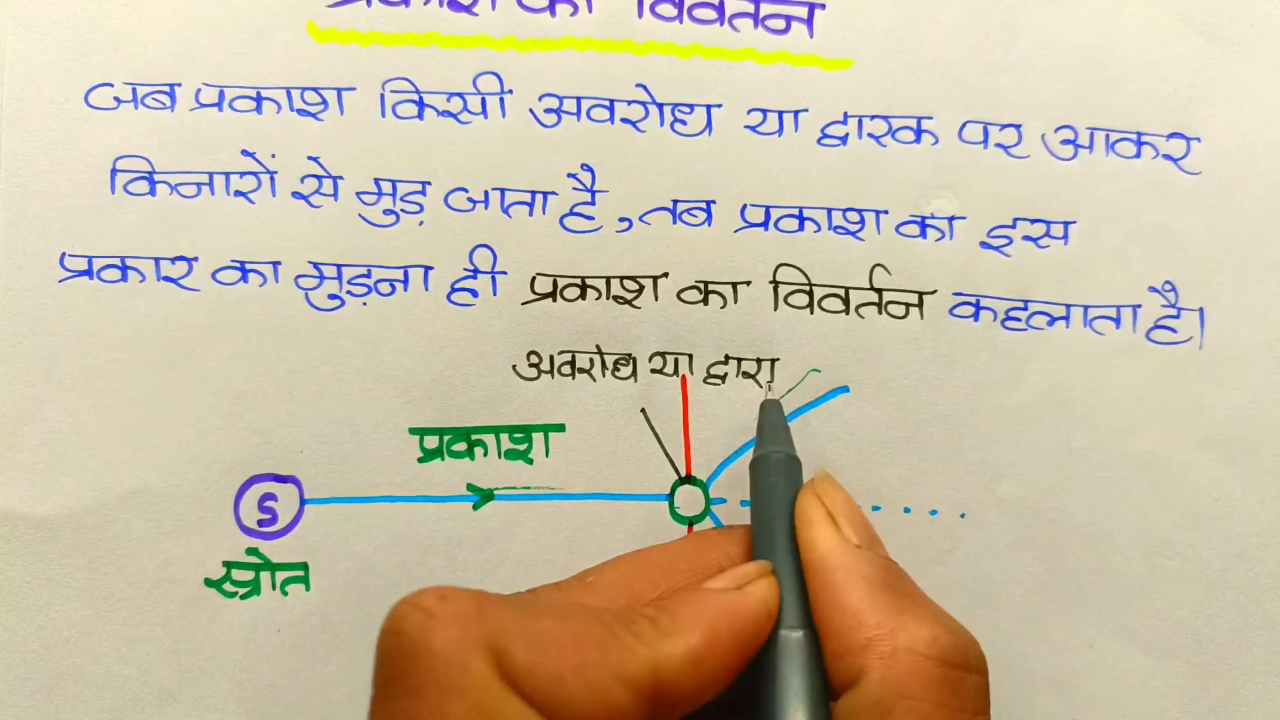 प्रकाश का विवर्तन
जब प्रकाश किसी अवरोध या द्वारक पर आकर
किनारों से मुड़ जाता है, तब प्रकाश का इस
प्रकार का मुड़ना ही प्रकाश का विवर्तन कहलाता है।
अवरोध या द्वारा
प्रकाश
S
स्रोत